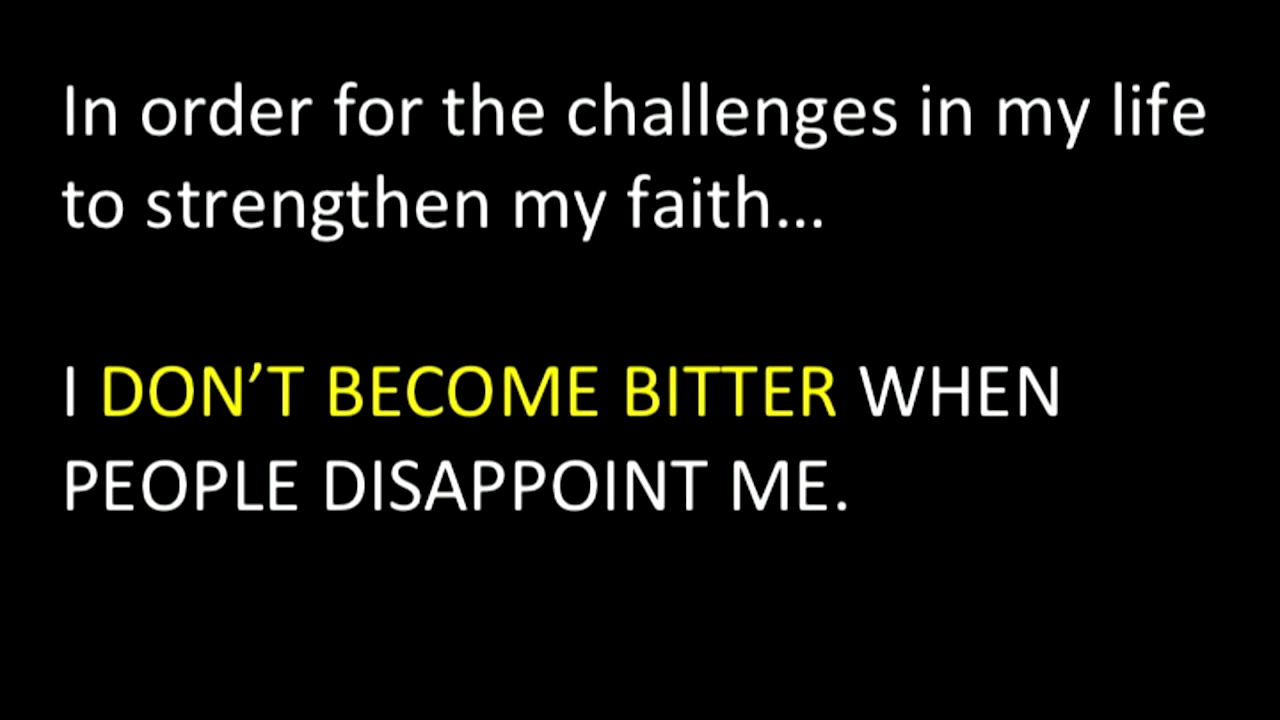 In order for the challenges in my life
to strengthen my faith...
I DON’T BECOME BITTER WHEN
PEOPLE DISAPPOINT ME.